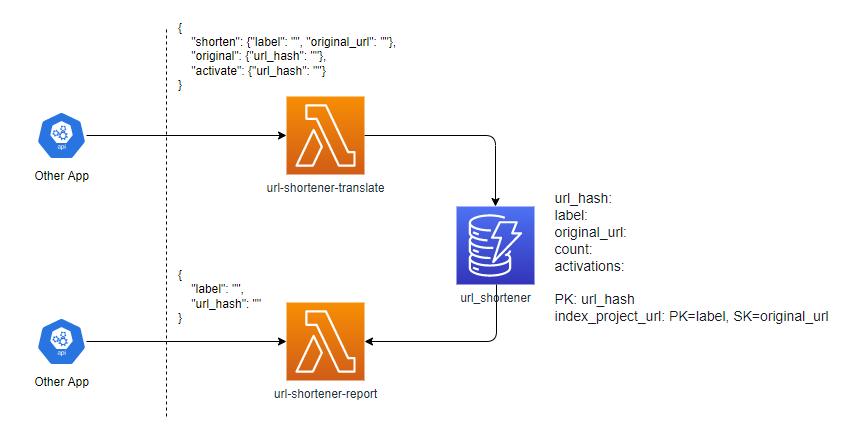 {
"shorten": {"label": "", "original_url": ""},
"original": {"url_hash": ""},
"activate": {"url_hash": ""}
}
api
Other App
url-shortener-translate
url_hash:
label:
original_url:
count:
activations:
PK: url_hash
index_project_url: PK=label, SK=original_url
url_shortener
{
"label": "",
"url_hash": ""
}
api
Other App
url-shortener-report